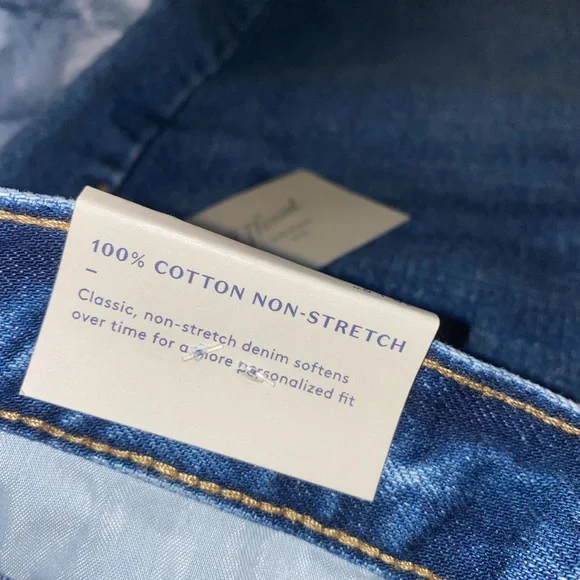 100% COTTON NON-STRETCH
–
Classic, non-stretch denim softens
over time for a more personalized fit